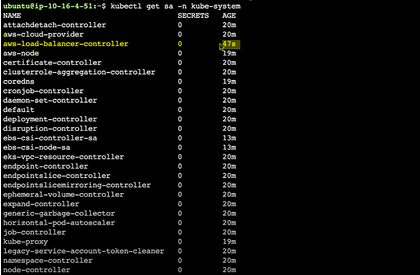 ubuntu@ip-10-16-4-51:~$ kubectl get sa -n kube-system
NAME SECRETS AGE
attachdetach-controller 0 20m
aws-cloud-provider 0 20m
aws-load-balancer-controller 0 47s
aws-node 0 19m
certificate-controller 0 20m
clusterrole-aggregation-controller 0 20m
coredns 0 19m
cronjob-controller 0 20m
daemon-set-controller 0 20m
default 0 20m
deployment-controller 0 20m
disruption-controller 0 20m
ebs-csi-controller-sa 0 13m
ebs-csi-node-sa 0 13m
eks-vpc-resource-controller 0 20m
endpoint-controller 0 20m
endpointslice-controller 0 20m
endpointslicemirroring-controller 0 20m
ephemeral-volume-controller 0 20m
expand-controller 0 20m
generic-garbage-collector 0 20m
horizontal-pod-autoscaler 0 20m
job-controller 0 20m
kube-proxy 0 19m
legacy-service-account-token-cleaner 0 20m
namespace-controller 0 20m
node-controller 0 20m